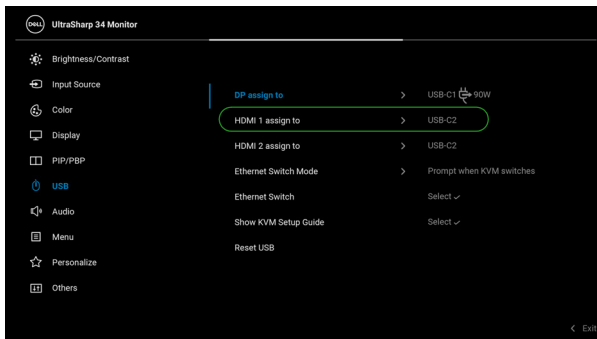 DELL UltraSharp 34 Monitor
Brightness/Contrast
Input Source
Color
Display
PIP/PBP
USB
Audio
Menu
Personalize
Others
DP assign to > USB-C1 90W
HDMI 1 assign to > USB-C2
HDMI 2 assign to > USB-C2
Ethernet Switch Mode > Prompt when KVM switches
Ethernet Switch Select ✓
Show KVM Setup Guide Select ✓
Reset USB
< Exit